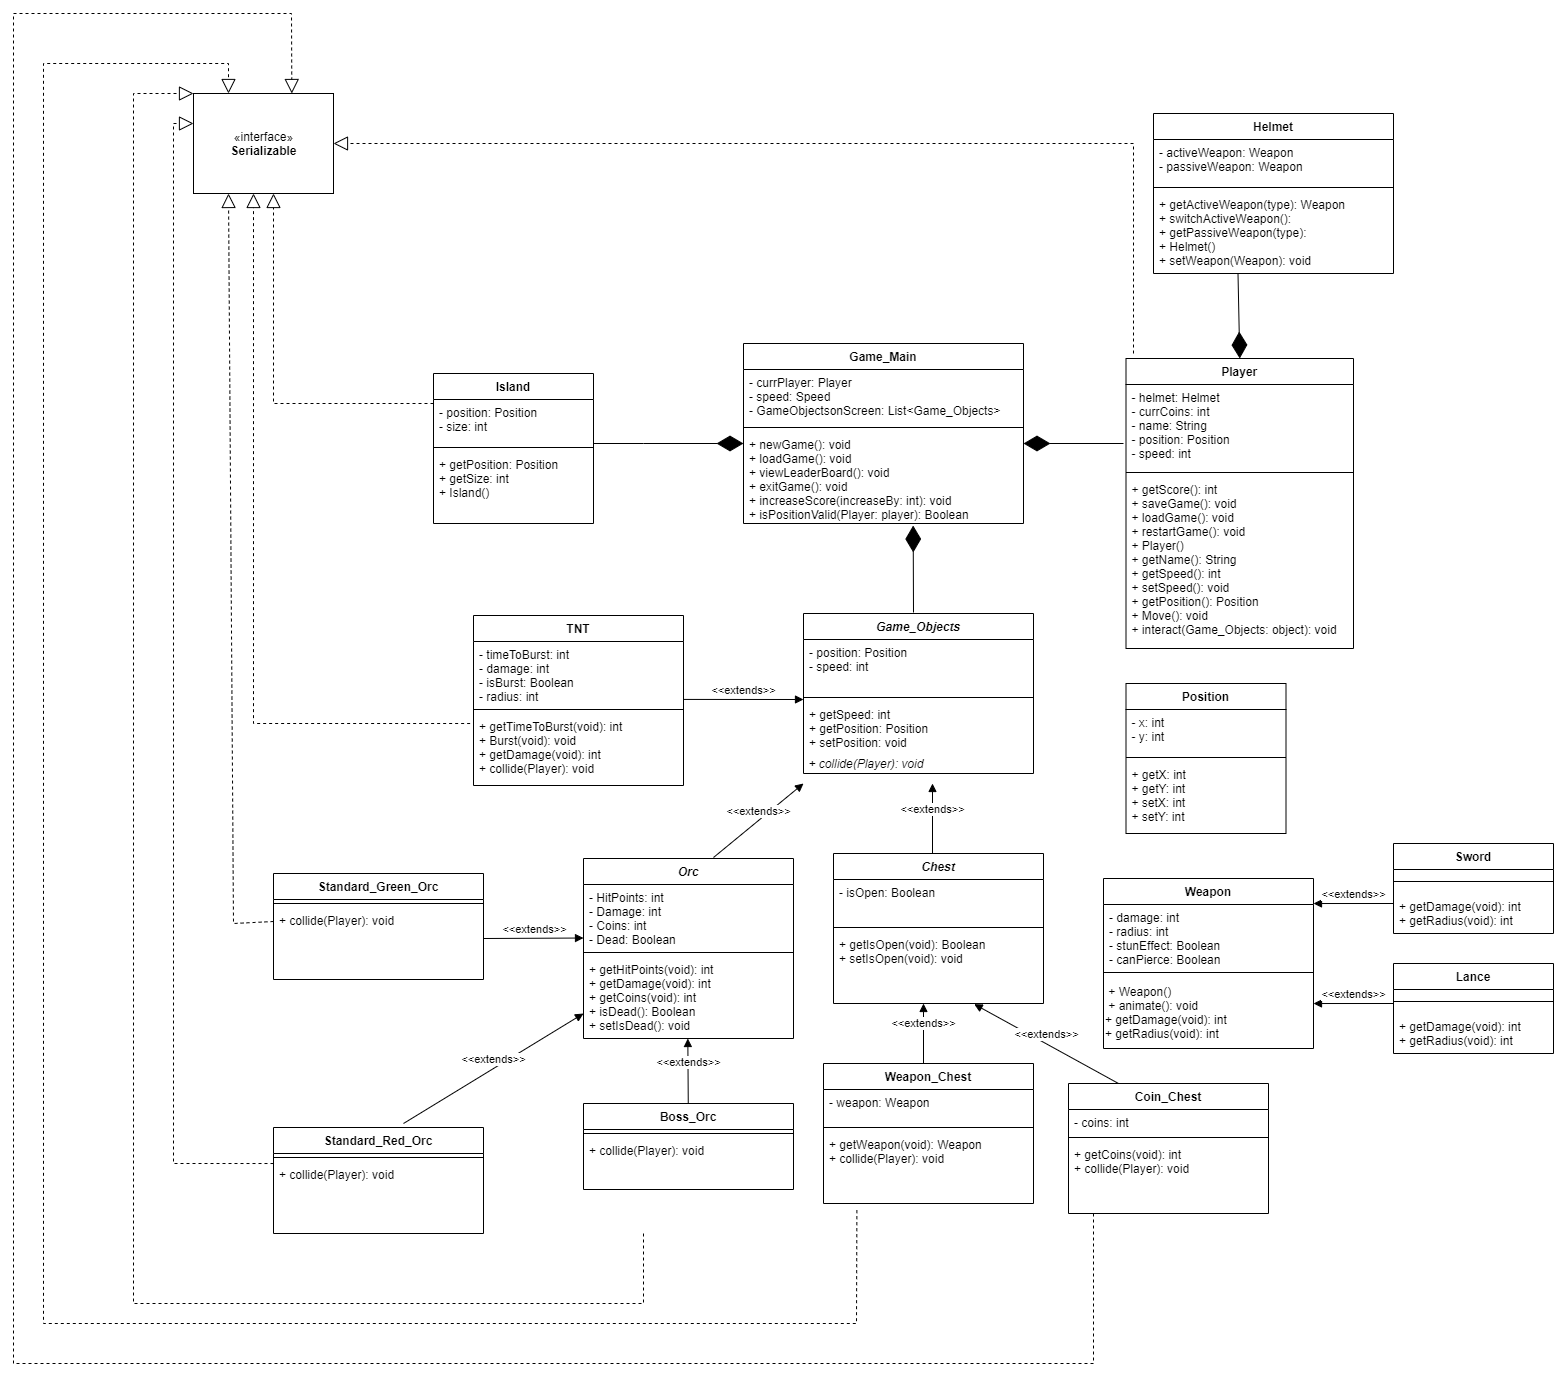 «interface»
Serializable
Helmet
- activeWeapon: Weapon
- passiveWeapon: Weapon
+ getActiveWeapon(type): Weapon
+ switchActiveWeapon():
+ getPassiveWeapon(type):
+ Helmet()
+ setWeapon(Weapon): void
Island
- position: Position
- size: int
+ getPosition: Position
+ getSize: int
+ Island()
Game_Main
- currPlayer: Player
- speed: Speed
- GameObjectsonScreen: List<Game_Objects>
+ newGame(): void
+ loadGame(): void
+ viewLeaderBoard(): void
+ exitGame(): void
+ increaseScore(increaseBy: int): void
+ isPositionValid(Player: player): Boolean
Player
- helmet: Helmet
- currCoins: int
- name: String
- position: Position
- speed: int
+ getScore(): int
+ saveGame(): void
+ loadGame(): void
+ restartGame(): void
+ Player()
+ getName(): String
+ getSpeed(): int
+ setSpeed(): void
+ getPosition(): Position
+ Move(): void
+ interact(Game_Objects: object): void
TNT
- timeToBurst: int
- damage: int
- isBurst: Boolean
- radius: int
+ getTimeToBurst(void): int
+ Burst(void): void
+ getDamage(void): int
+ collide(Player): void
<<extends>>
Game_Objects
- position: Position
- speed: int
+ getSpeed: int
+ getPosition: Position
+ setPosition: void
+ collide(Player): void
Position
- x: int
- y: int
+ getX: int
+ getY: int
+ setX: int
+ setY: int
<<extends>>
<<extends>>
Standard_Green_Orc
+ collide(Player): void
<<extends>>
Orc
- HitPoints: int
- Damage: int
- Coins: int
- Dead: Boolean
+ getHitPoints(void): int
+ getDamage(void): int
+ getCoins(void): int
+ isDead(): Boolean
+ setIsDead(): void
Chest
- isOpen: Boolean
+ getIsOpen(void): Boolean
+ setIsOpen(void): void
Weapon
- damage: int
- radius: int
- stunEffect: Boolean
- canPierce: Boolean
+ Weapon()
+ animate(): void
+ getDamage(void): int
+ getRadius(void): int
<<extends>>
Sword
+ getDamage(void): int
+ getRadius(void): int
<<extends>>
Lance
+ getDamage(void): int
+ getRadius(void): int
<<extends>>
<<extends>>
<<extends>>
<<extends>>
Standard_Red_Orc
+ collide(Player): void
Boss_Orc
+ collide(Player): void
Weapon_Chest
- weapon: Weapon
+ getWeapon(void): Weapon
+ collide(Player): void
Coin_Chest
- coins: int
+ getCoins(void): int
+ collide(Player): void